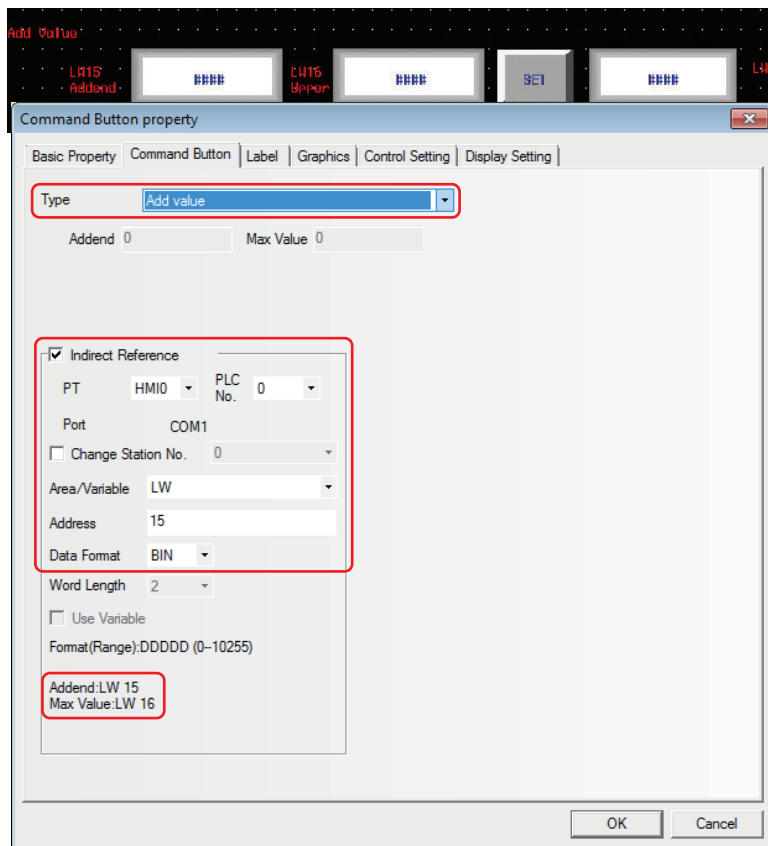 Add Value
LW15 #### LW16 #### SET ####
Addend Upper
Command Button property
Basic Property Command Button Label Graphics Control Setting Display Setting
Type Add value
Addend 0 Max Value 0
Indirect Reference
PT HMI0 PLC No. 0
Port COM1
Change Station No. 0
Area/Variable LW
Address 15
Data Format BIN
Word Length 2
Use Variable
Format(Range):DDDDD (0--10255)
Addend:LW 15
Max Value:LW 16
OK Cancel